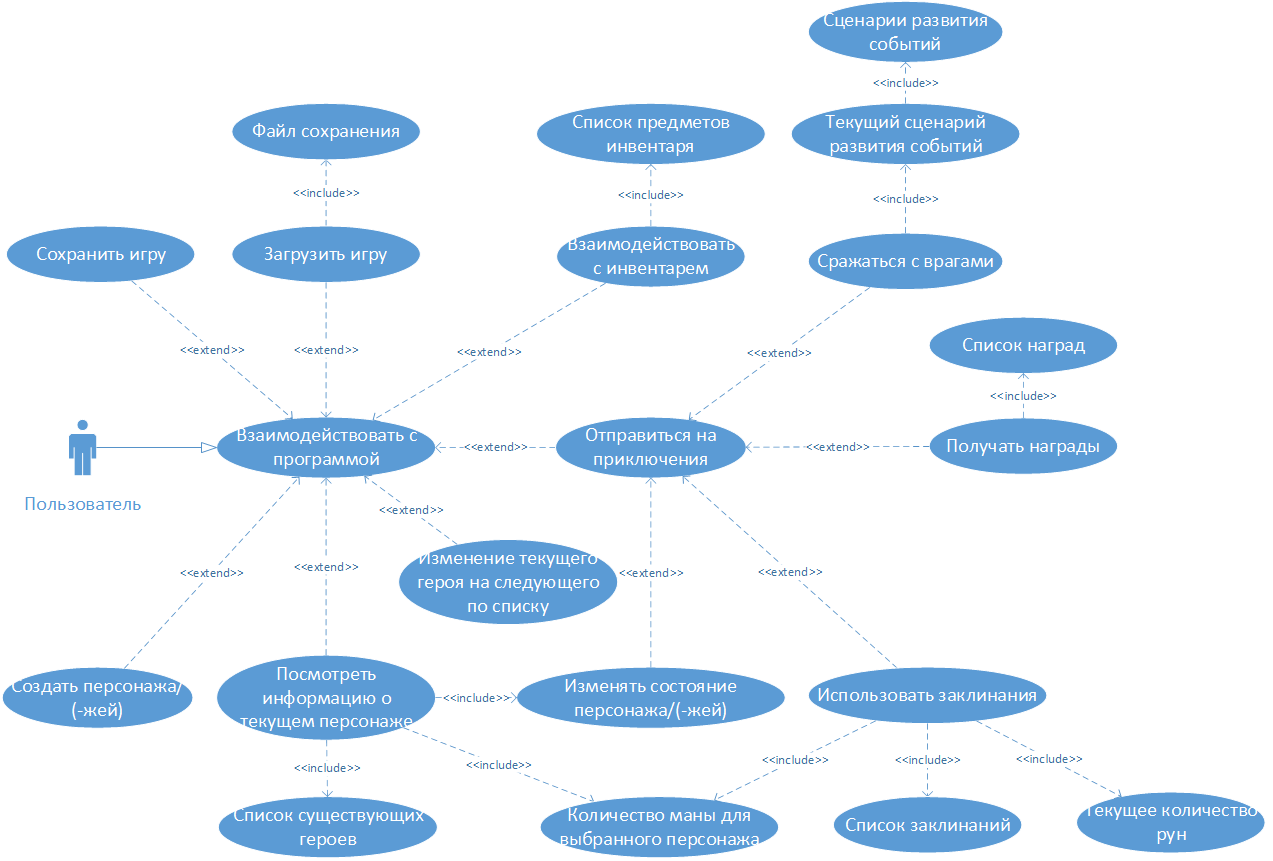 Сценарии развития
событий
<<include>>
Файл сохранения
Список предметов
инвентаря
Текущий сценарий
развития событий
<<include>>
<<include>>
<<include>>
Сохранить игру
Загрузить игру
Взаимодействовать
с инвентарем
Сражаться с врагами
<<extend>>
<<extend>>
<<extend>>
<<extend>>
Список наград
<<include>>
Взаимодействовать с
программой
<<extend>>
Отправиться на
приключения
<<extend>>
Получать награды
Пользователь
<<extend>>
<<extend>>
<<extend>>
Изменение текущего
героя на следующего
по списку
<<extend>>
<<extend>>
Создать персонажа/
(-жей)
Посмотреть
информацию о
текущем персонаже
<<include>>
Изменять состояние
персонажа/(-жей)
Использовать заклинания
<<include>>
<<include>>
<<include>>
<<include>>
<<include>>
Список существующих
героев
Количество маны для
выбранного персонажа
Список заклинаний
Текущее количество
рун